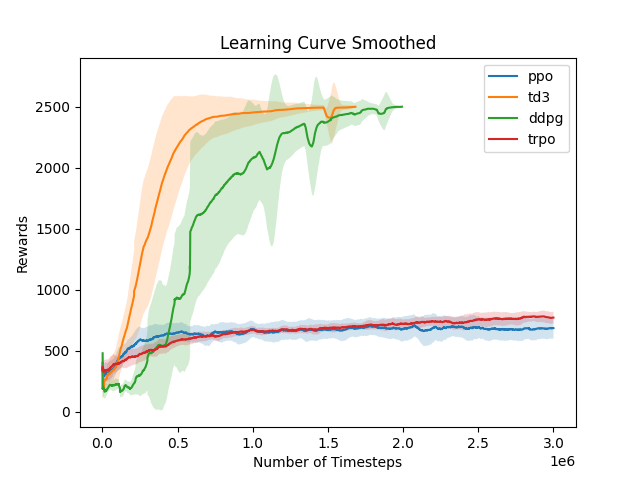 Learning Curve Smoothed
ppo
td3
ddpg
trpo
Rewards
2500
2000
1500
1000
500
0
0.0 0.5 1.0 1.5 2.0 2.5 3.0
1e6
Number of Timesteps